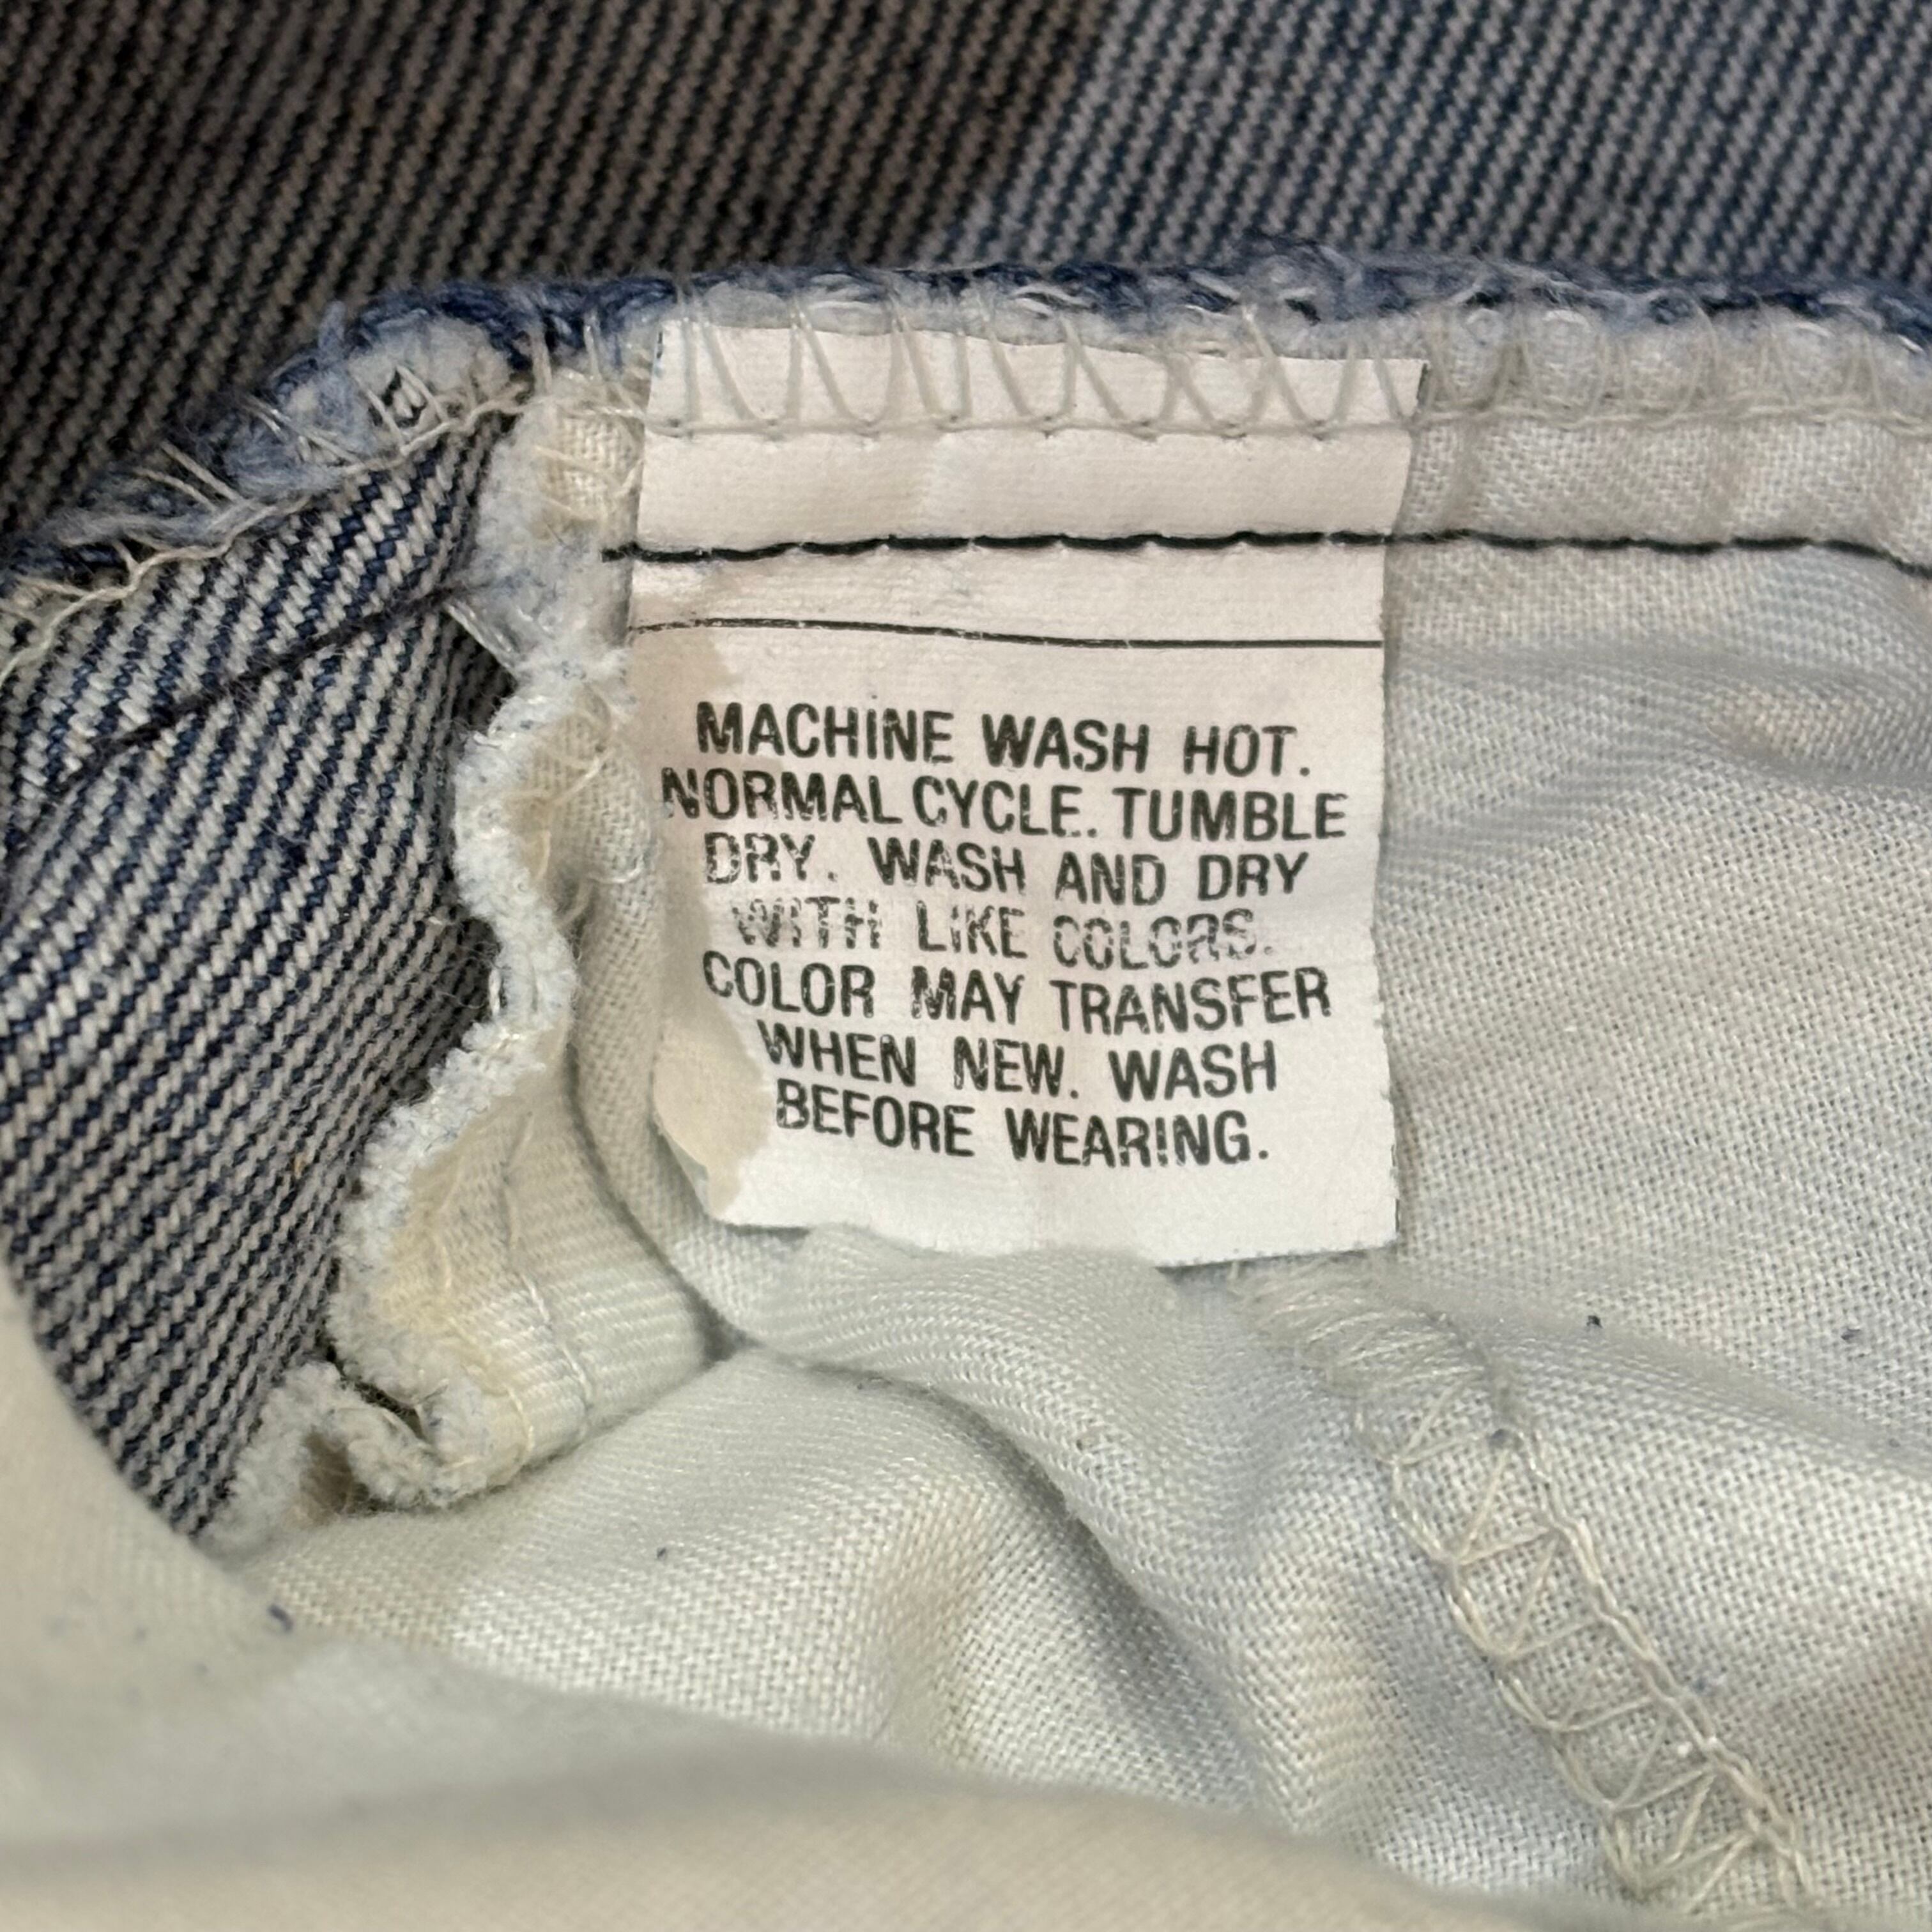 MACHINE WASH HOT.
NORMAL CYCLE. TUMBLE
DRY. WASH AND DRY
WITH LIKE COLORS.
COLOR MAY TRANSFER
WHEN NEW. WASH
BEFORE WEARING.